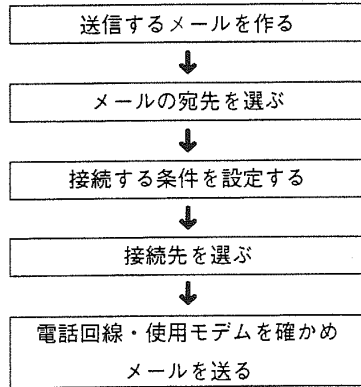 送信するメールを作る
メールの宛先を選ぶ
接続する条件を設定する
接続先を選ぶ
電話回線・使用モデムを確かめ
メールを送る